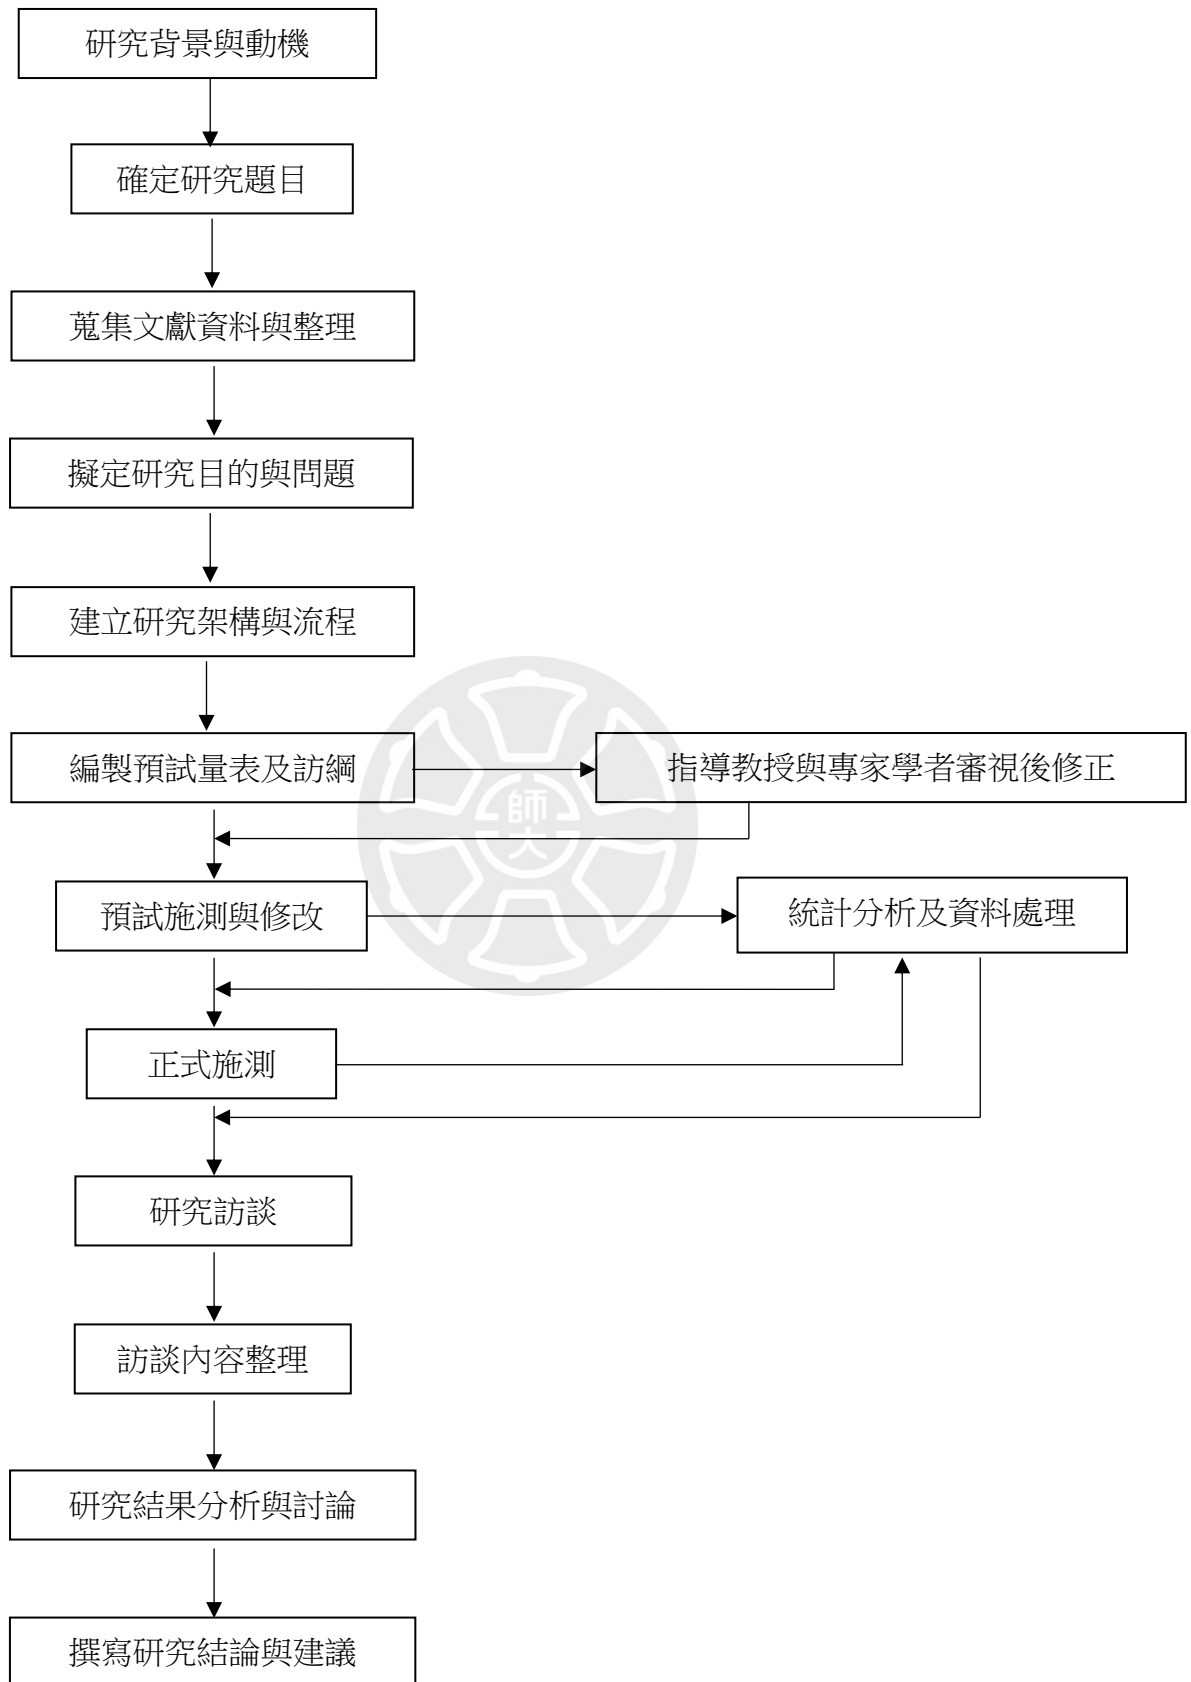 研究背景與動機
確定研究題目
蒐集文獻資料與整理
擬定研究目的與問題
建立研究架構與流程
編製預試量表及訪綱
指導教授與專家學者審視後修正
師
大
預試施測與修改
統計分析及資料處理
正式施測
研究訪談
訪談內容整理
研究結果分析與討論
撰寫研究結論與建議